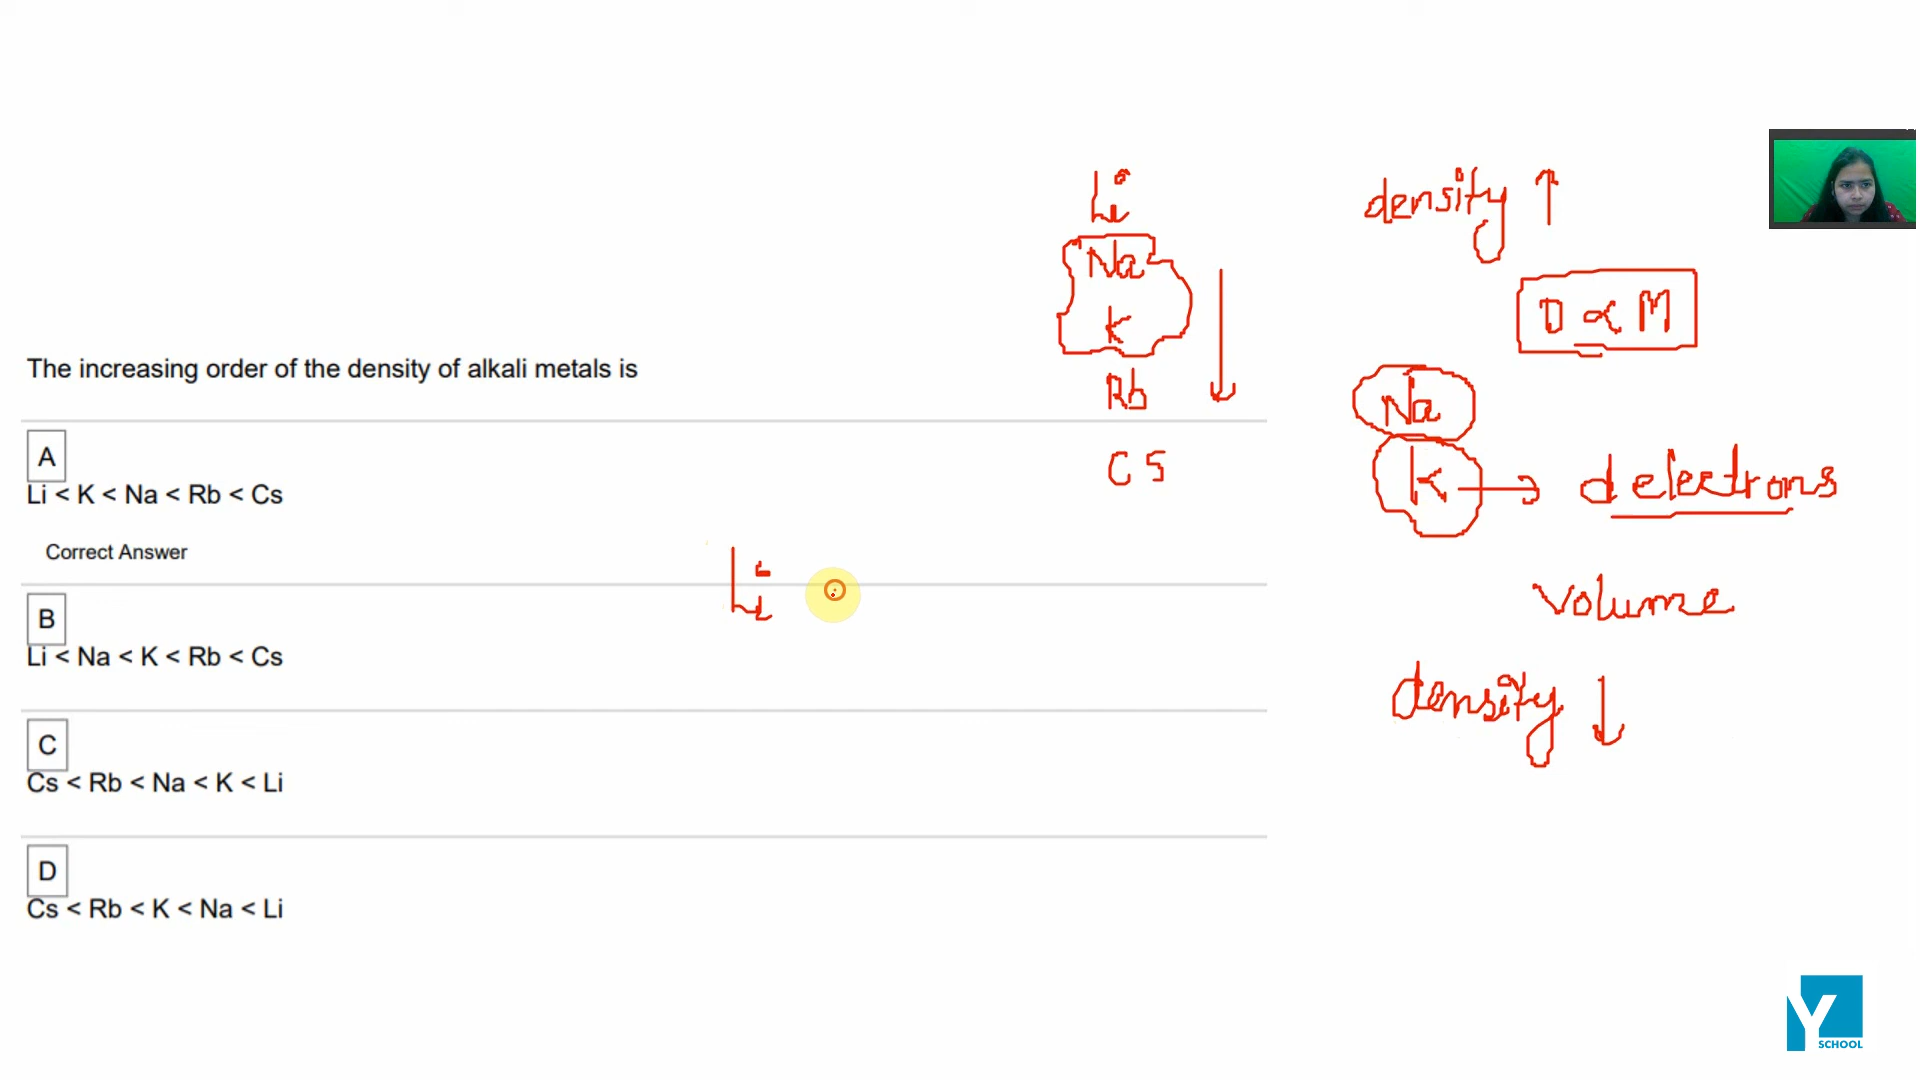 The increasing order of the density of alkali metals is
A
Li < K < Na < Rb < Cs
Correct Answer
B
Li < Na < K < Rb < Cs
C
Cs < Rb < Na < K < Li
D
Cs < Rb < K < Na < Li
Li
Li
Na
K
Rb
Cs
density ↑
D ∝ M
Na
K → d electrons
Volume
density ↓
Y
SCHOOL